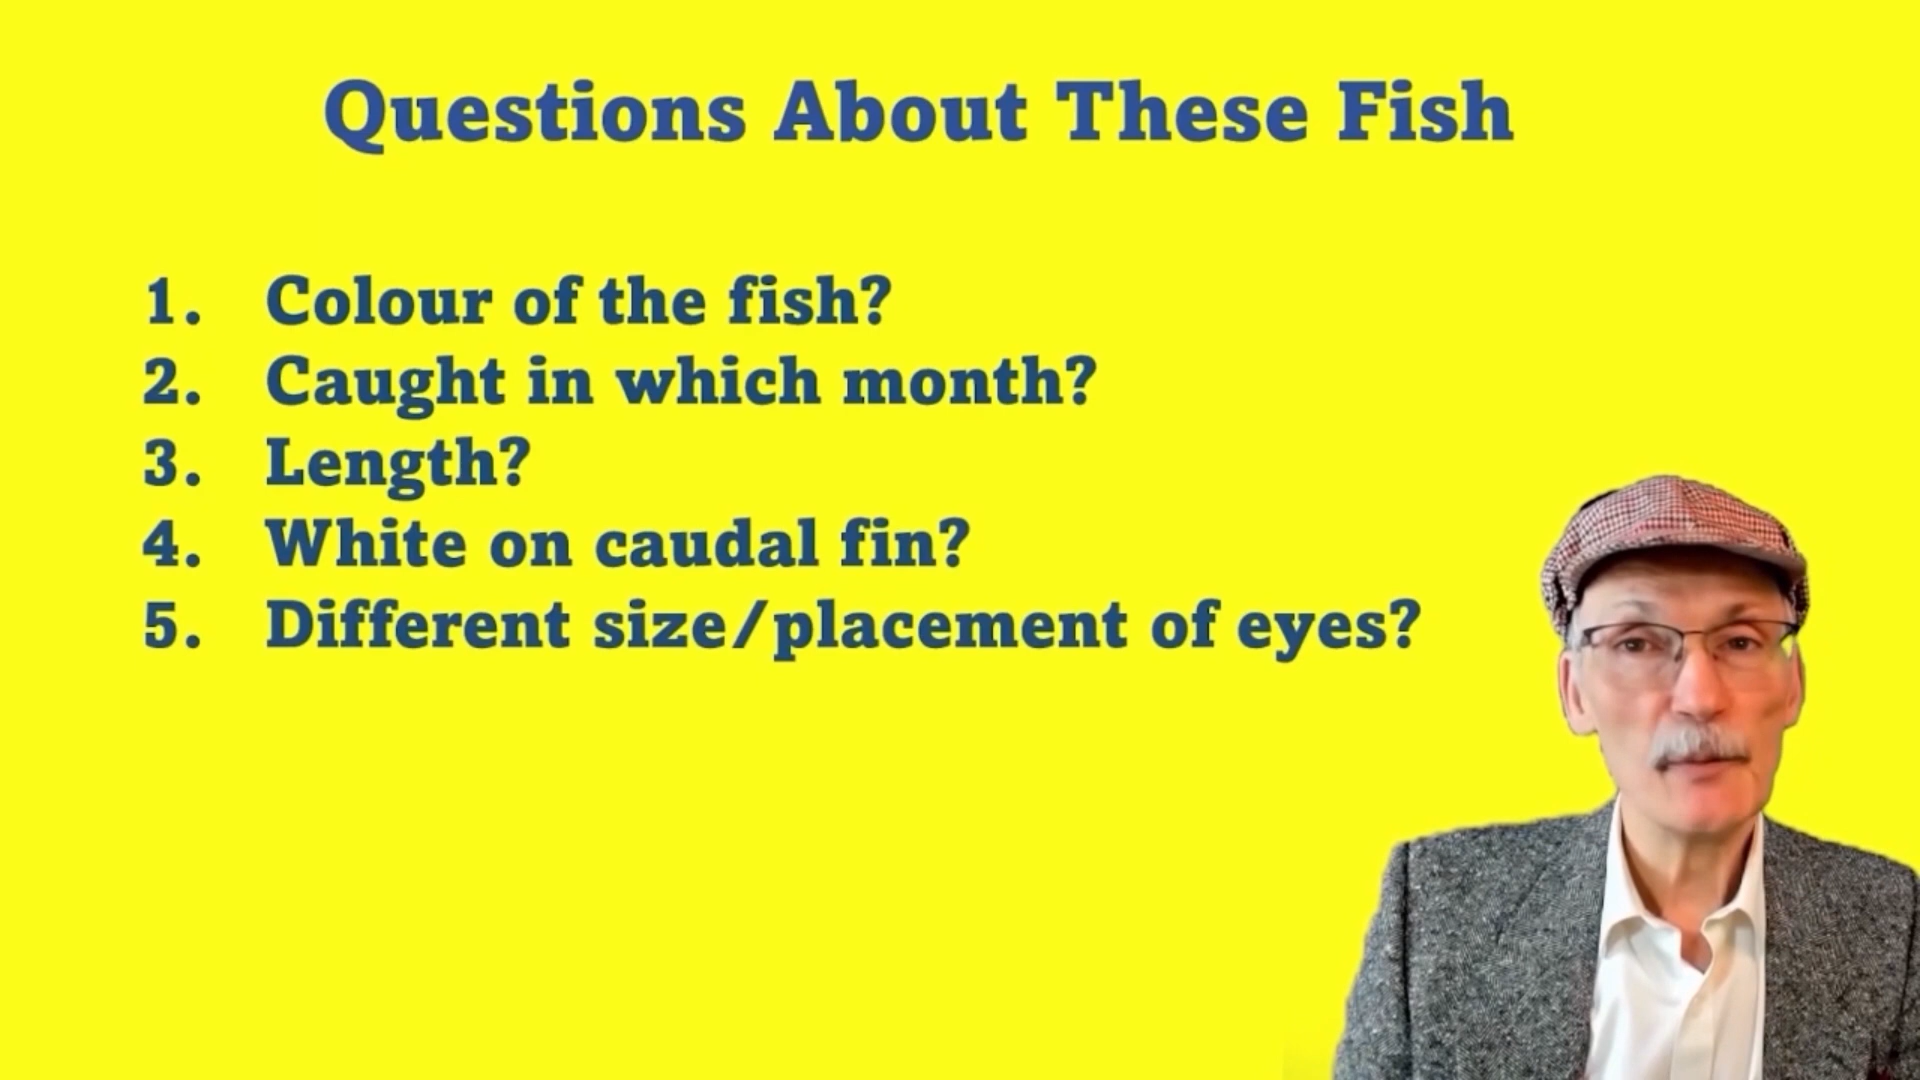 Questions About These Fish
1. Colour of the fish?
2. Caught in which month?
3. Length?
4. White on caudal fin?
5. Different size/placement of eyes?